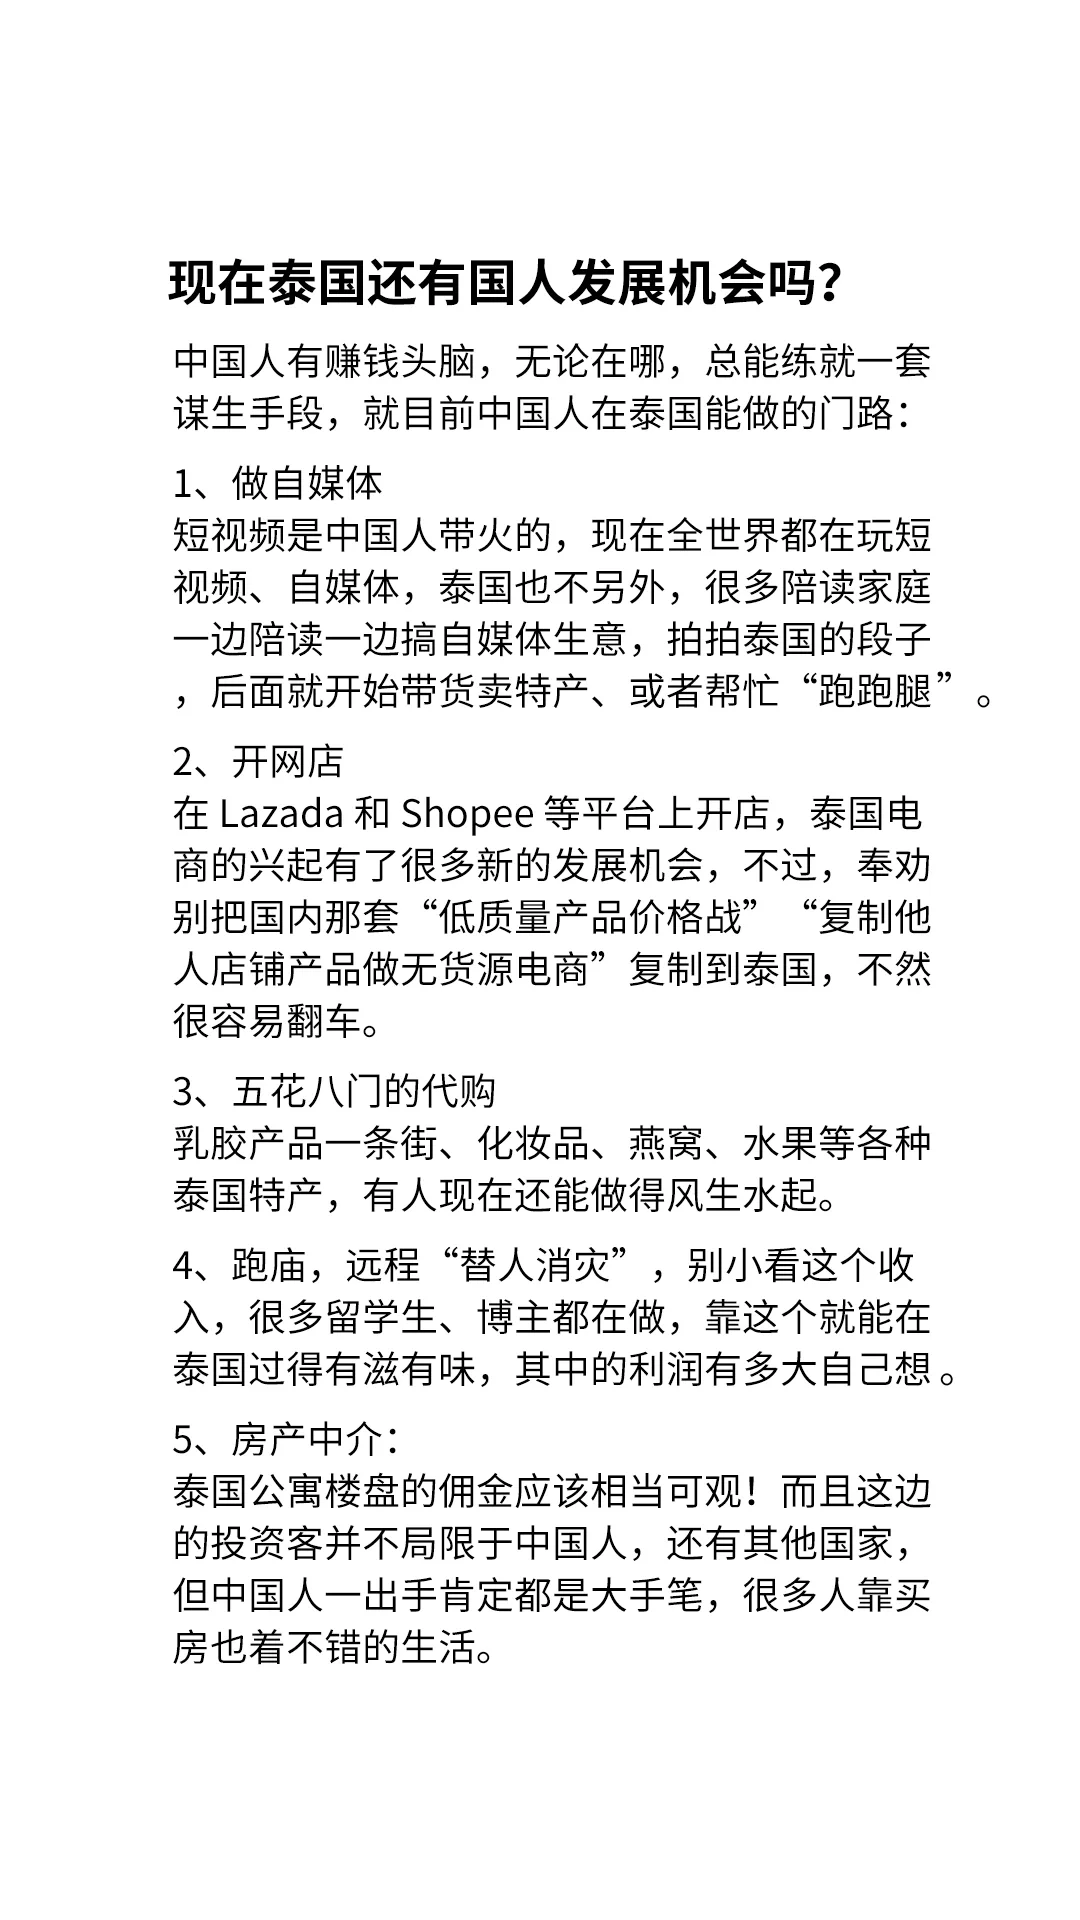 现在泰国还有国人发展机会吗？
中国人有赚钱头脑，无论在哪，总能练就一套
谋生手段，就目前中国人在泰国能做的门路：
1、做自媒体
短视频是中国人带火的，现在全世界都在玩短
视频、自媒体，泰国也不另外，很多陪读家庭
一边陪读一边搞自媒体生意，拍拍泰国的段子
，后面就开始带货卖特产、或者帮忙“跑跑腿”。
2、开网店
在 Lazada 和 Shopee 等平台上开店，泰国电
商的兴起有了很多新的发展机会，不过，奉劝
别把国内那套“低质量产品价格战”“复制他
人店铺产品做无货源电商”复制到泰国，不然
很容易翻车。
3、五花八门的代购
乳胶产品一条街、化妆品、燕窝、水果等各种
泰国特产，有人现在还能做得风生水起。
4、跑庙，远程“替人消灾”，别小看这个收
入，很多留学生、博主都在做，靠这个就能在
泰国过得有滋有味，其中的利润有多大自己想。
5、房产中介：
泰国公寓楼盘的佣金应该相当可观！而且这边
的投资客并不局限于中国人，还有其他国家，
但中国人一出手肯定都是大手笔，很多人靠买
房也着不错的生活。